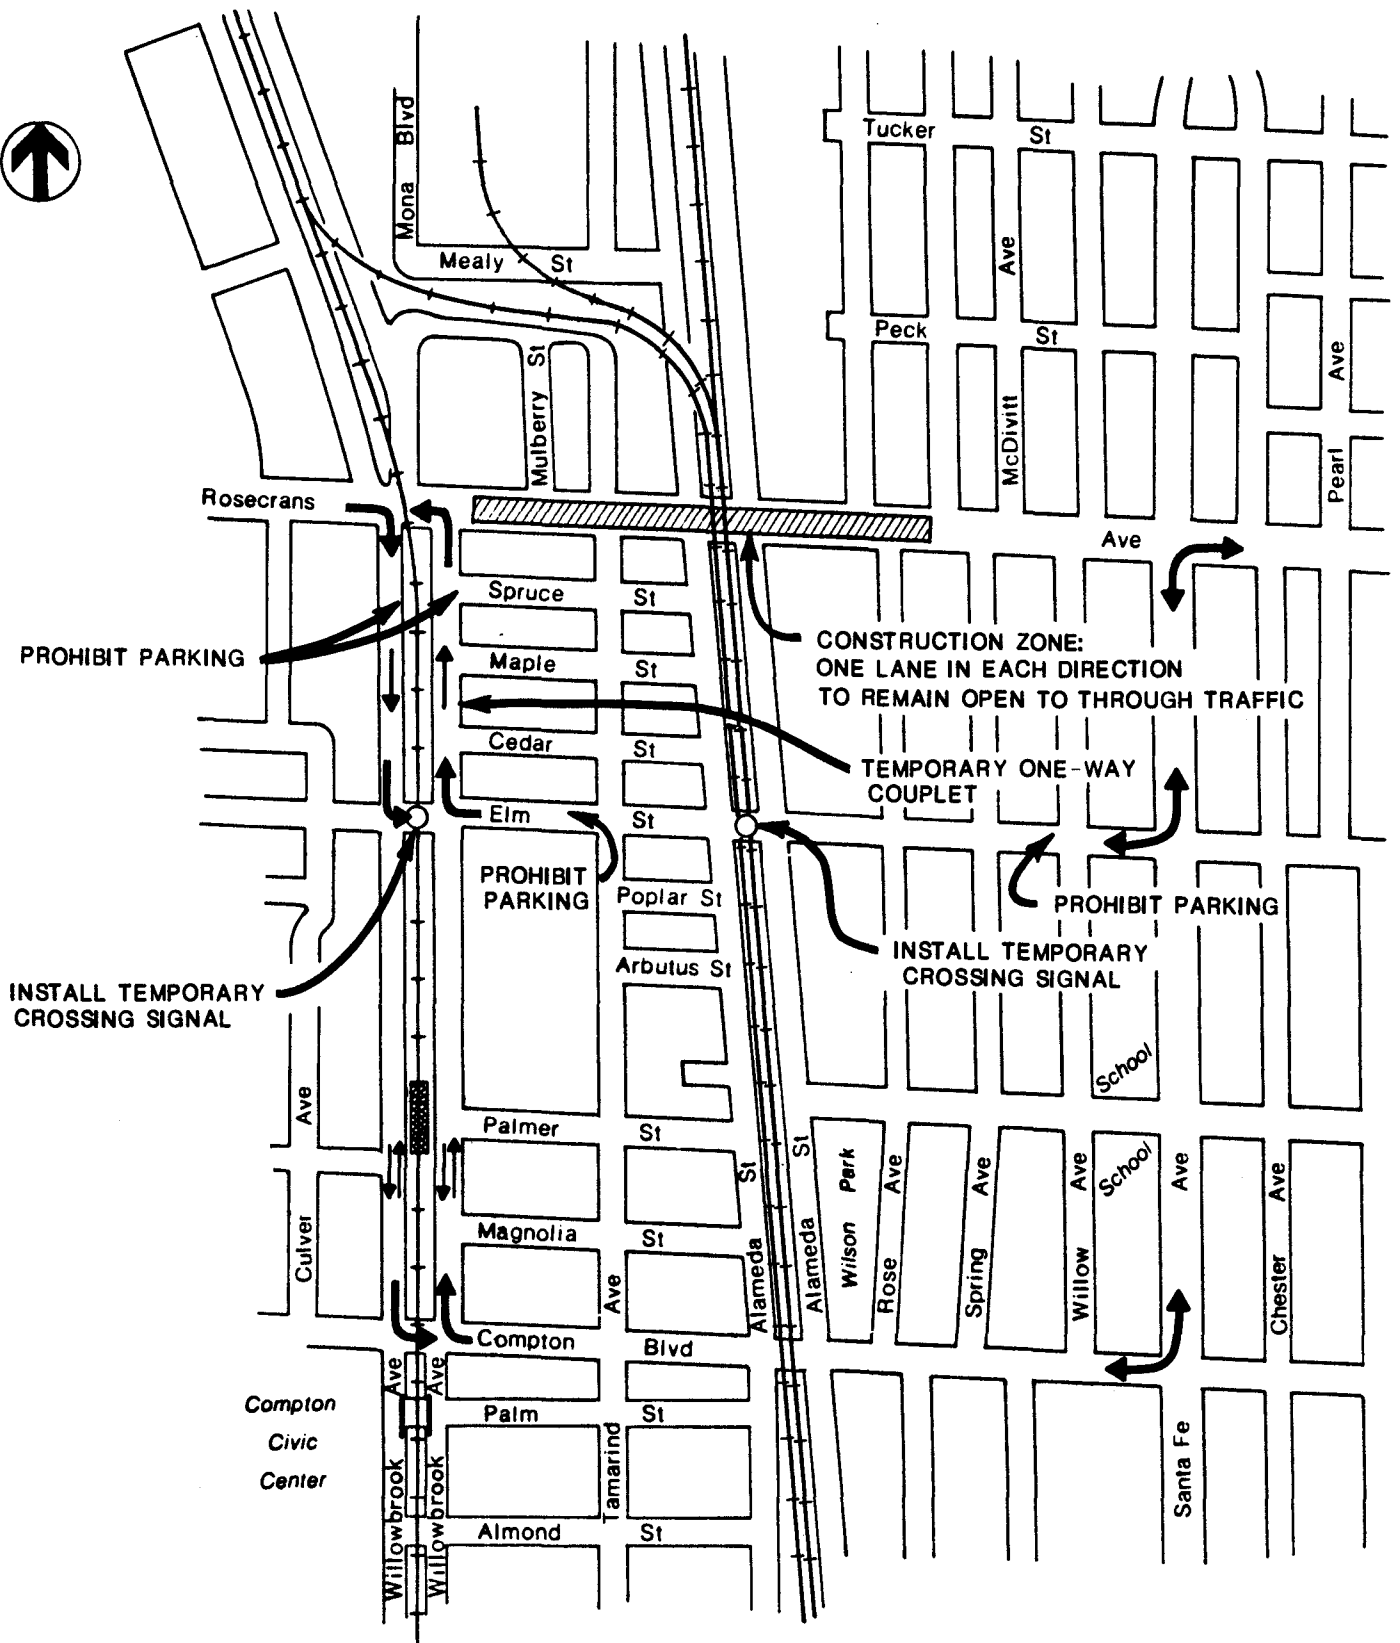 Tucker St
Mona Blvd
Ave
Mealy St
Peck St
Ave
Mulberry St
McDivitt
Pearl
Rosecrans
Ave
Spruce St
CONSTRUCTION ZONE:
ONE LANE IN EACH DIRECTION
TO REMAIN OPEN TO THROUGH TRAFFIC
PROHIBIT PARKING
Maple St
Cedar St
TEMPORARY ONE-WAY
COUPLET
Elm St
PROHIBIT
PARKING
Poplar St
PROHIBIT PARKING
INSTALL TEMPORARY
CROSSING SIGNAL
Arbutus St
INSTALL TEMPORARY
CROSSING SIGNAL
School
Ave
Palmer St
School
St
St
Wilson Park
Ave
Ave
Ave
Ave
Ave
Culver
Magnolia St
Ave
Alameda
Alameda
Rose
Spring
Willow
Chester
Compton Blvd
Ave
Ave
Compton
Civic
Center
Palm St
Tamarind
Santa Fe
Willowbrook
Willowbrook
Almond St